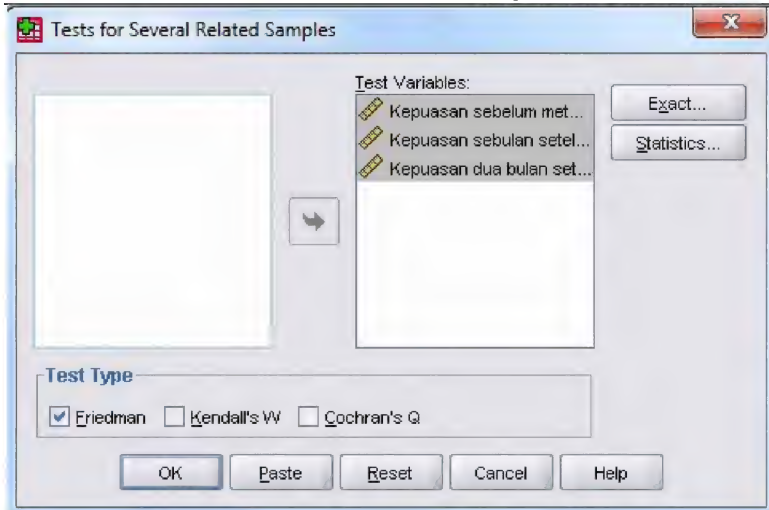 Tests for Several Related Samples
Test Variables:
Kepuasan sebelum met...
Kepuasan sebulan setel...
Kepuasan dua bulan set...
Exact...
Statistics...
Test Type
Friedman Kendall's W Cochran's Q
OK Paste Reset Cancel Help